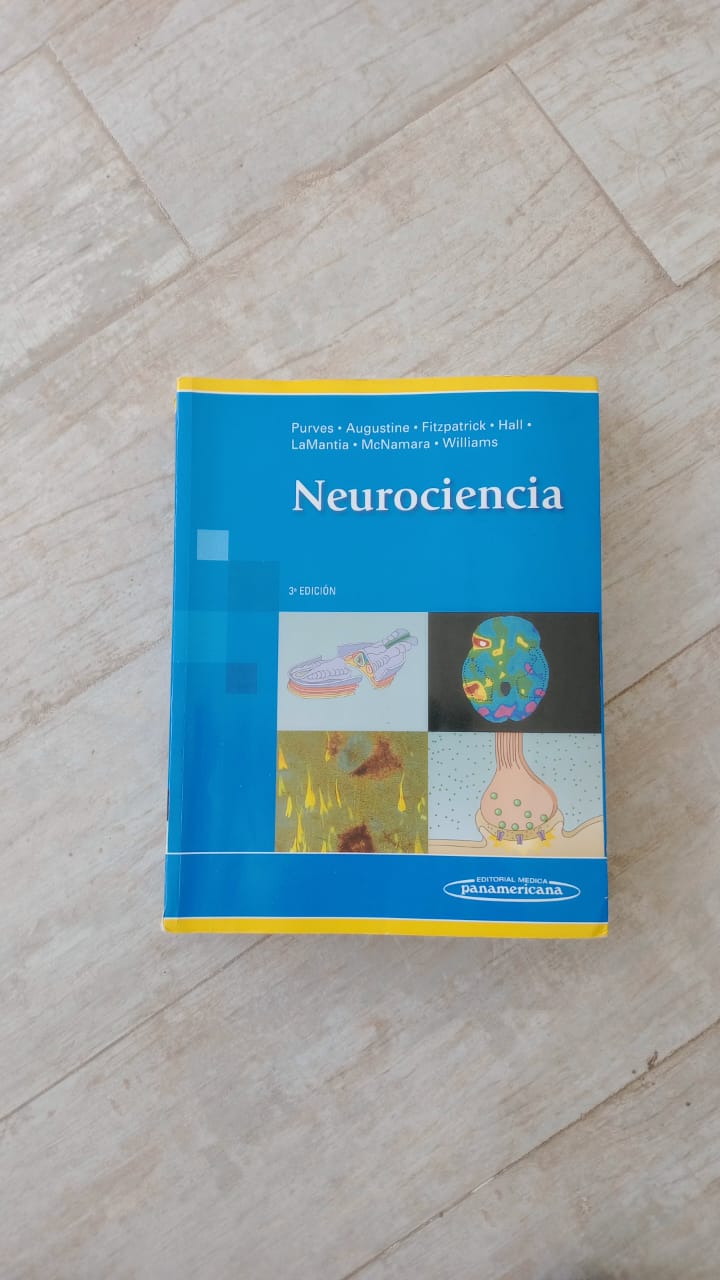 Purves • Augustine • Fitzpatrick • Hall •
LaMantia • McNamara • Williams
Neurociencia
3ª EDICIÓN
EDITORIAL MEDICA
panamericana